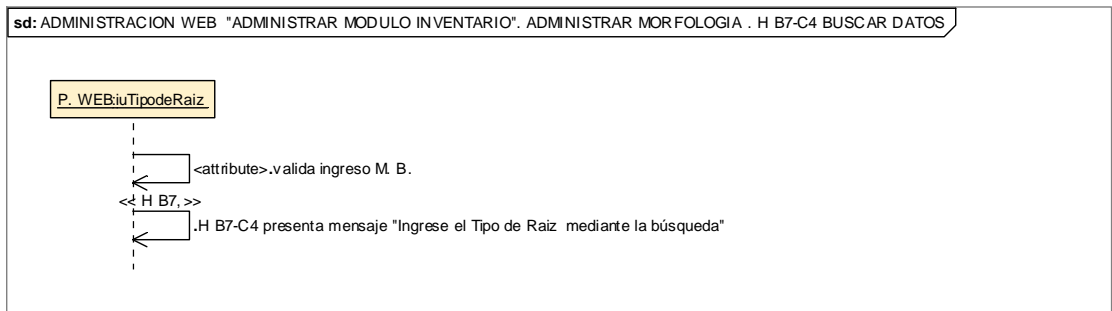 sd: ADMINISTRACION WEB "ADMINISTRAR MODULO INVENTARIO". ADMINISTRAR MORFOLOGIA . H B7-C4 BUSCAR DATOS
P. WEB:iuTipodeRaiz
<attribute>.valida ingreso M. B.
<< H B7, >>
.H B7-C4 presenta mensaje "Ingrese el Tipo de Raiz mediante la búsqueda"